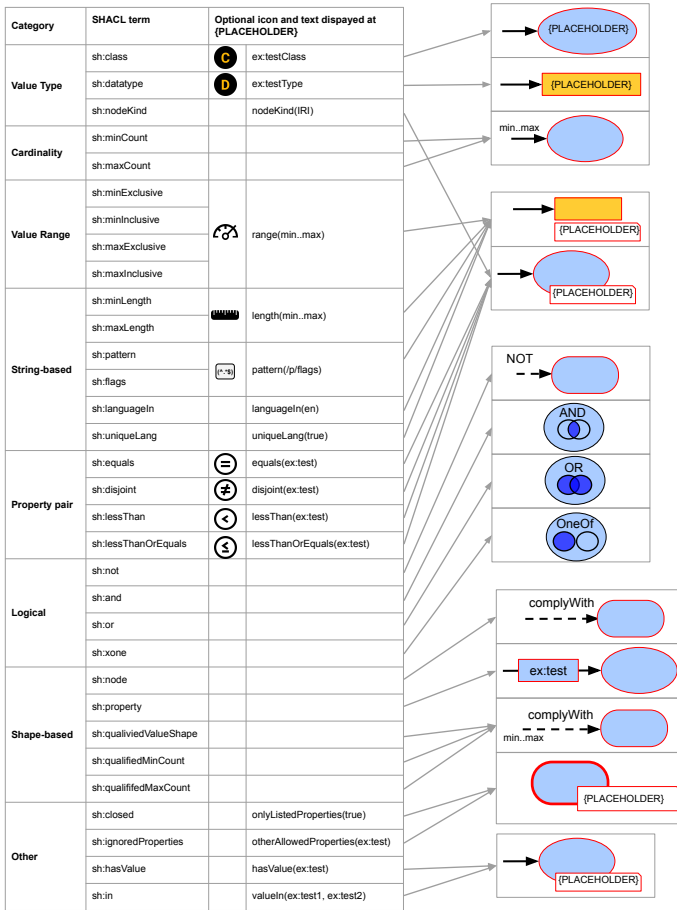 Category SHACL term Optional icon and text dispayed at
{PLACEHOLDER}
Value Type
sh:class C ex:testClass
sh:datatype D ex:testType
sh:nodeKind nodeKind(IRI)
Cardinality
sh:minCount
sh:maxCount
Value Range
sh:minExclusive
sh:minInclusive
sh:maxExclusive
sh:maxInclusive
range(min..max)
String-based
sh:minLength
sh:maxLength
length(min..max)
sh:pattern
sh:flags
(^.*$) pattern(/p/flags)
sh:languageIn languageIn(en)
sh:uniqueLang uniqueLang(true)
Property pair
sh:equals = equals(ex:test)
sh:disjoint ≠ disjoint(ex:test)
sh:lessThan < lessThan(ex:test)
sh:lessThanOrEquals ≤ lessThanOrEquals(ex:test)
Logical
sh:not
sh:and
sh:or
sh:xone
Shape-based
sh:node
sh:property
sh:qualiviedValueShape
sh:qualifiedMinCount
sh:qualififedMaxCount
Other
sh:closed onlyListedProperties(true)
sh:ignoredProperties otherAllowedProperties(ex:test)
sh:hasValue hasValue(ex:test)
sh:in valueIn(ex:test1, ex:test2)
{PLACEHOLDER}
{PLACEHOLDER}
min..max
{PLACEHOLDER}
{PLACEHOLDER}
NOT
AND
OR
OneOf
complyWith
ex:test
complyWith
min..max
{PLACEHOLDER}
{PLACEHOLDER}